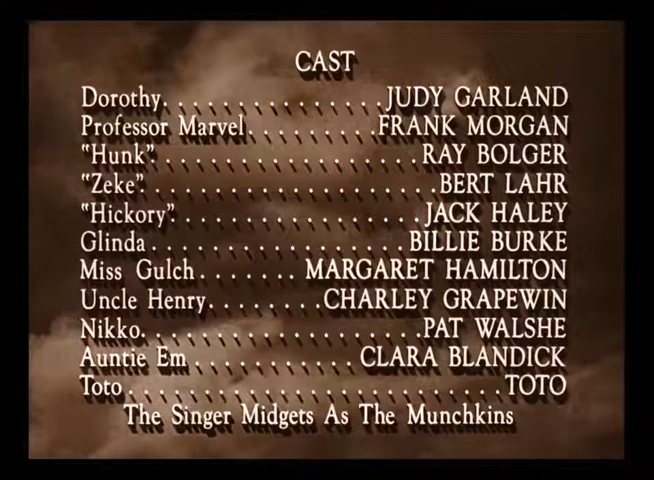 CAST
Dorthy. . . . . . . . . . . . . . .JUDY GARLAND
Professor Marvel. . . . . . . . .FRANK MORGAN
"Hunk". . . . . . . . . . . . . . . . . .RAY BOLGER
"Zeke". . . . . . . . . . . . . . . . . . .BERT LAHR
"Hickory". . . . . . . . . . . . . . . . .JACK HALEY
Glinda. . . . . . . . . . . . . . . . . .BILLIE BURKE
Miss Gulch. . . . . . . MARGARET HAMILTON
Uncle Henry. . . . . . . .CHARLEY GRAPEWIN
Nikko. . . . . . . . . . . . . . . . . . . .PAT WALSHE
Auntie Em. . . . . . . . . . . CLARA BLANDICK
Toto. . . . . . . . . . . . . . . . . . . . . . . . . .TOTO
The Singer Midgets As The Munchkins